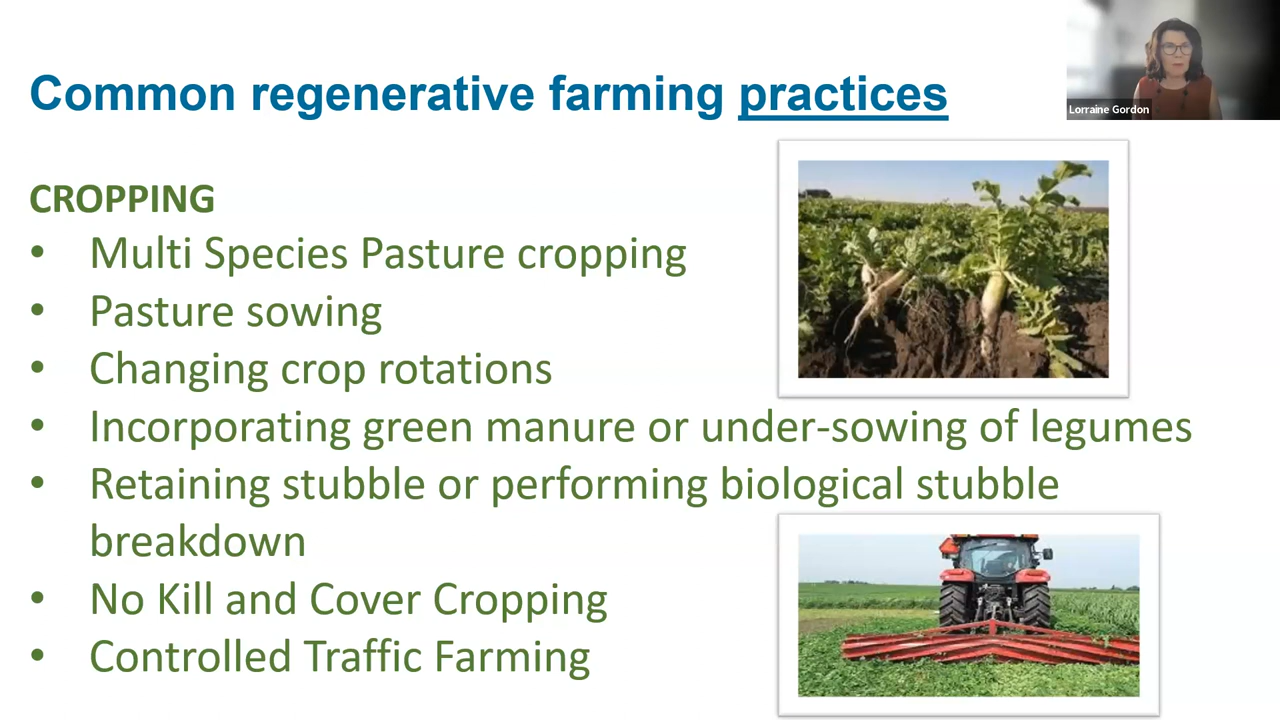 Common regenerative farming practices
Lorraine Gordon
CROPPING
• Multi Species Pasture cropping
• Pasture sowing
• Changing crop rotations
• Incorporating green manure or under-sowing of legumes
• Retaining stubble or performing biological stubble
breakdown
• No Kill and Cover Cropping
• Controlled Traffic Farming